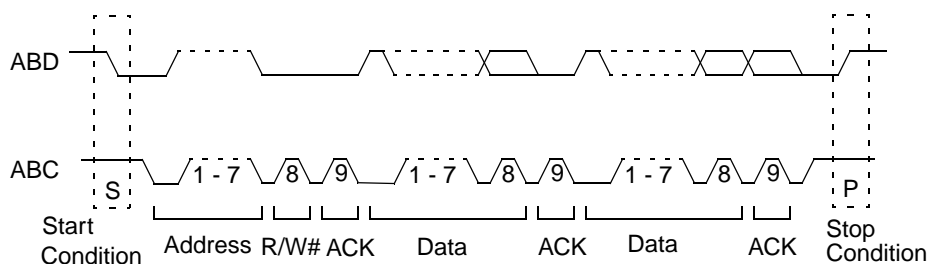 ABD
ABC
1 - 7 8 9 1 - 7 8 9 1 - 7 8 9
S
P
Start
Condition
Address R/W# ACK Data ACK Data ACK
Stop
Condition